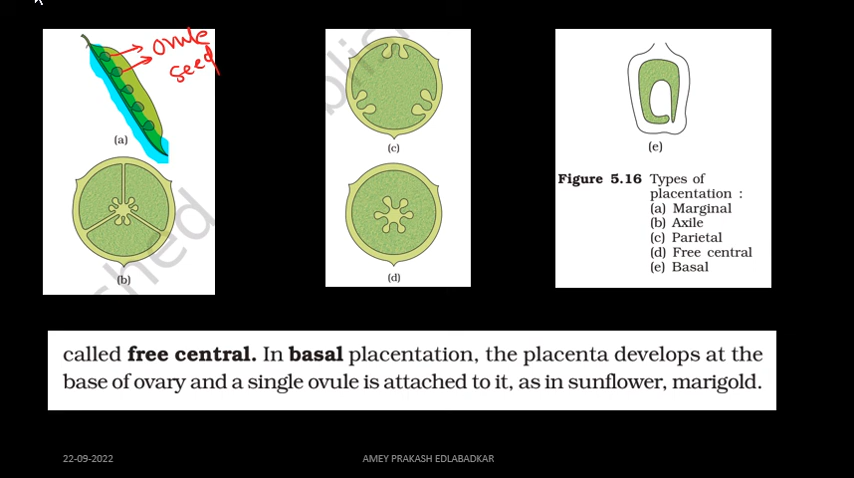 ovule
seed
(a)
(b)
(c)
(d)
(e)
Figure 5.16 Types of
placentation :
(a) Marginal
(b) Axile
(c) Parietal
(d) Free central
(e) Basal
called free central. In basal placentation, the placenta develops at the
base of ovary and a single ovule is attached to it, as in sunflower, marigold.
22-09-2022
AMEY PRAKASH EDLABADKAR